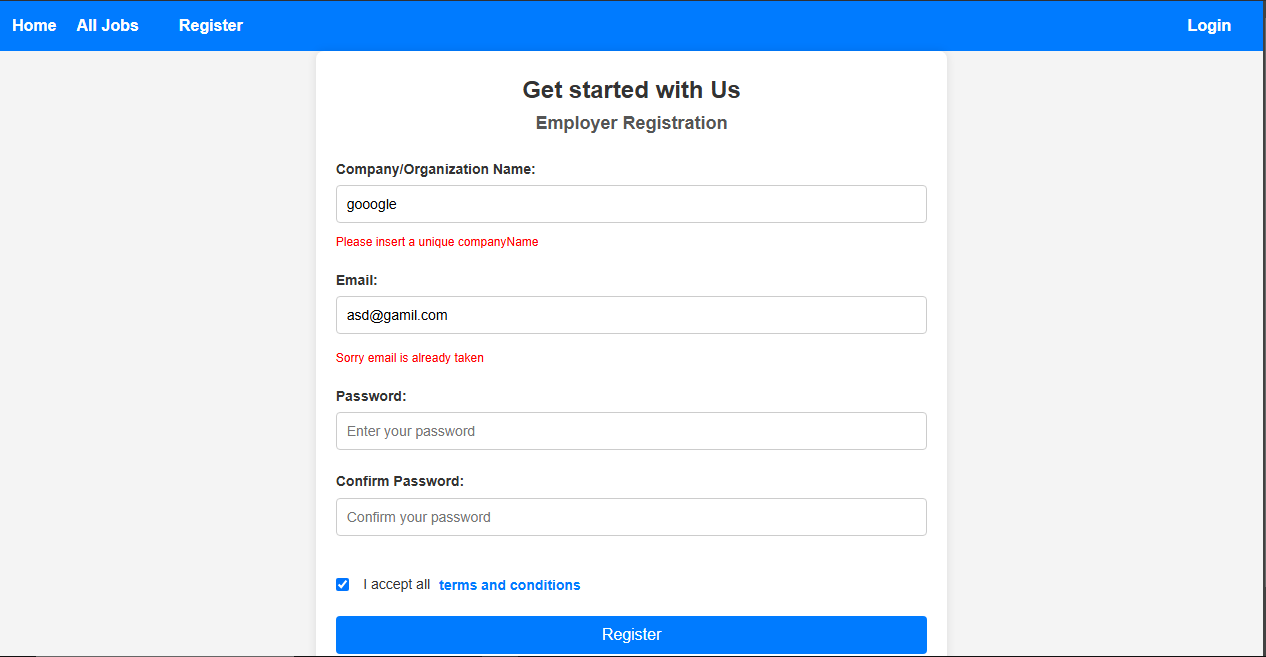 Home All Jobs Register Login
Get started with Us
Employer Registration
Company/Organization Name:
gooogle
Please insert a unique companyName
Email:
asd@gamil.com
Sorry email is already taken
Password:
Enter your password
Confirm Password:
Confirm your password
I accept all terms and conditions
Register